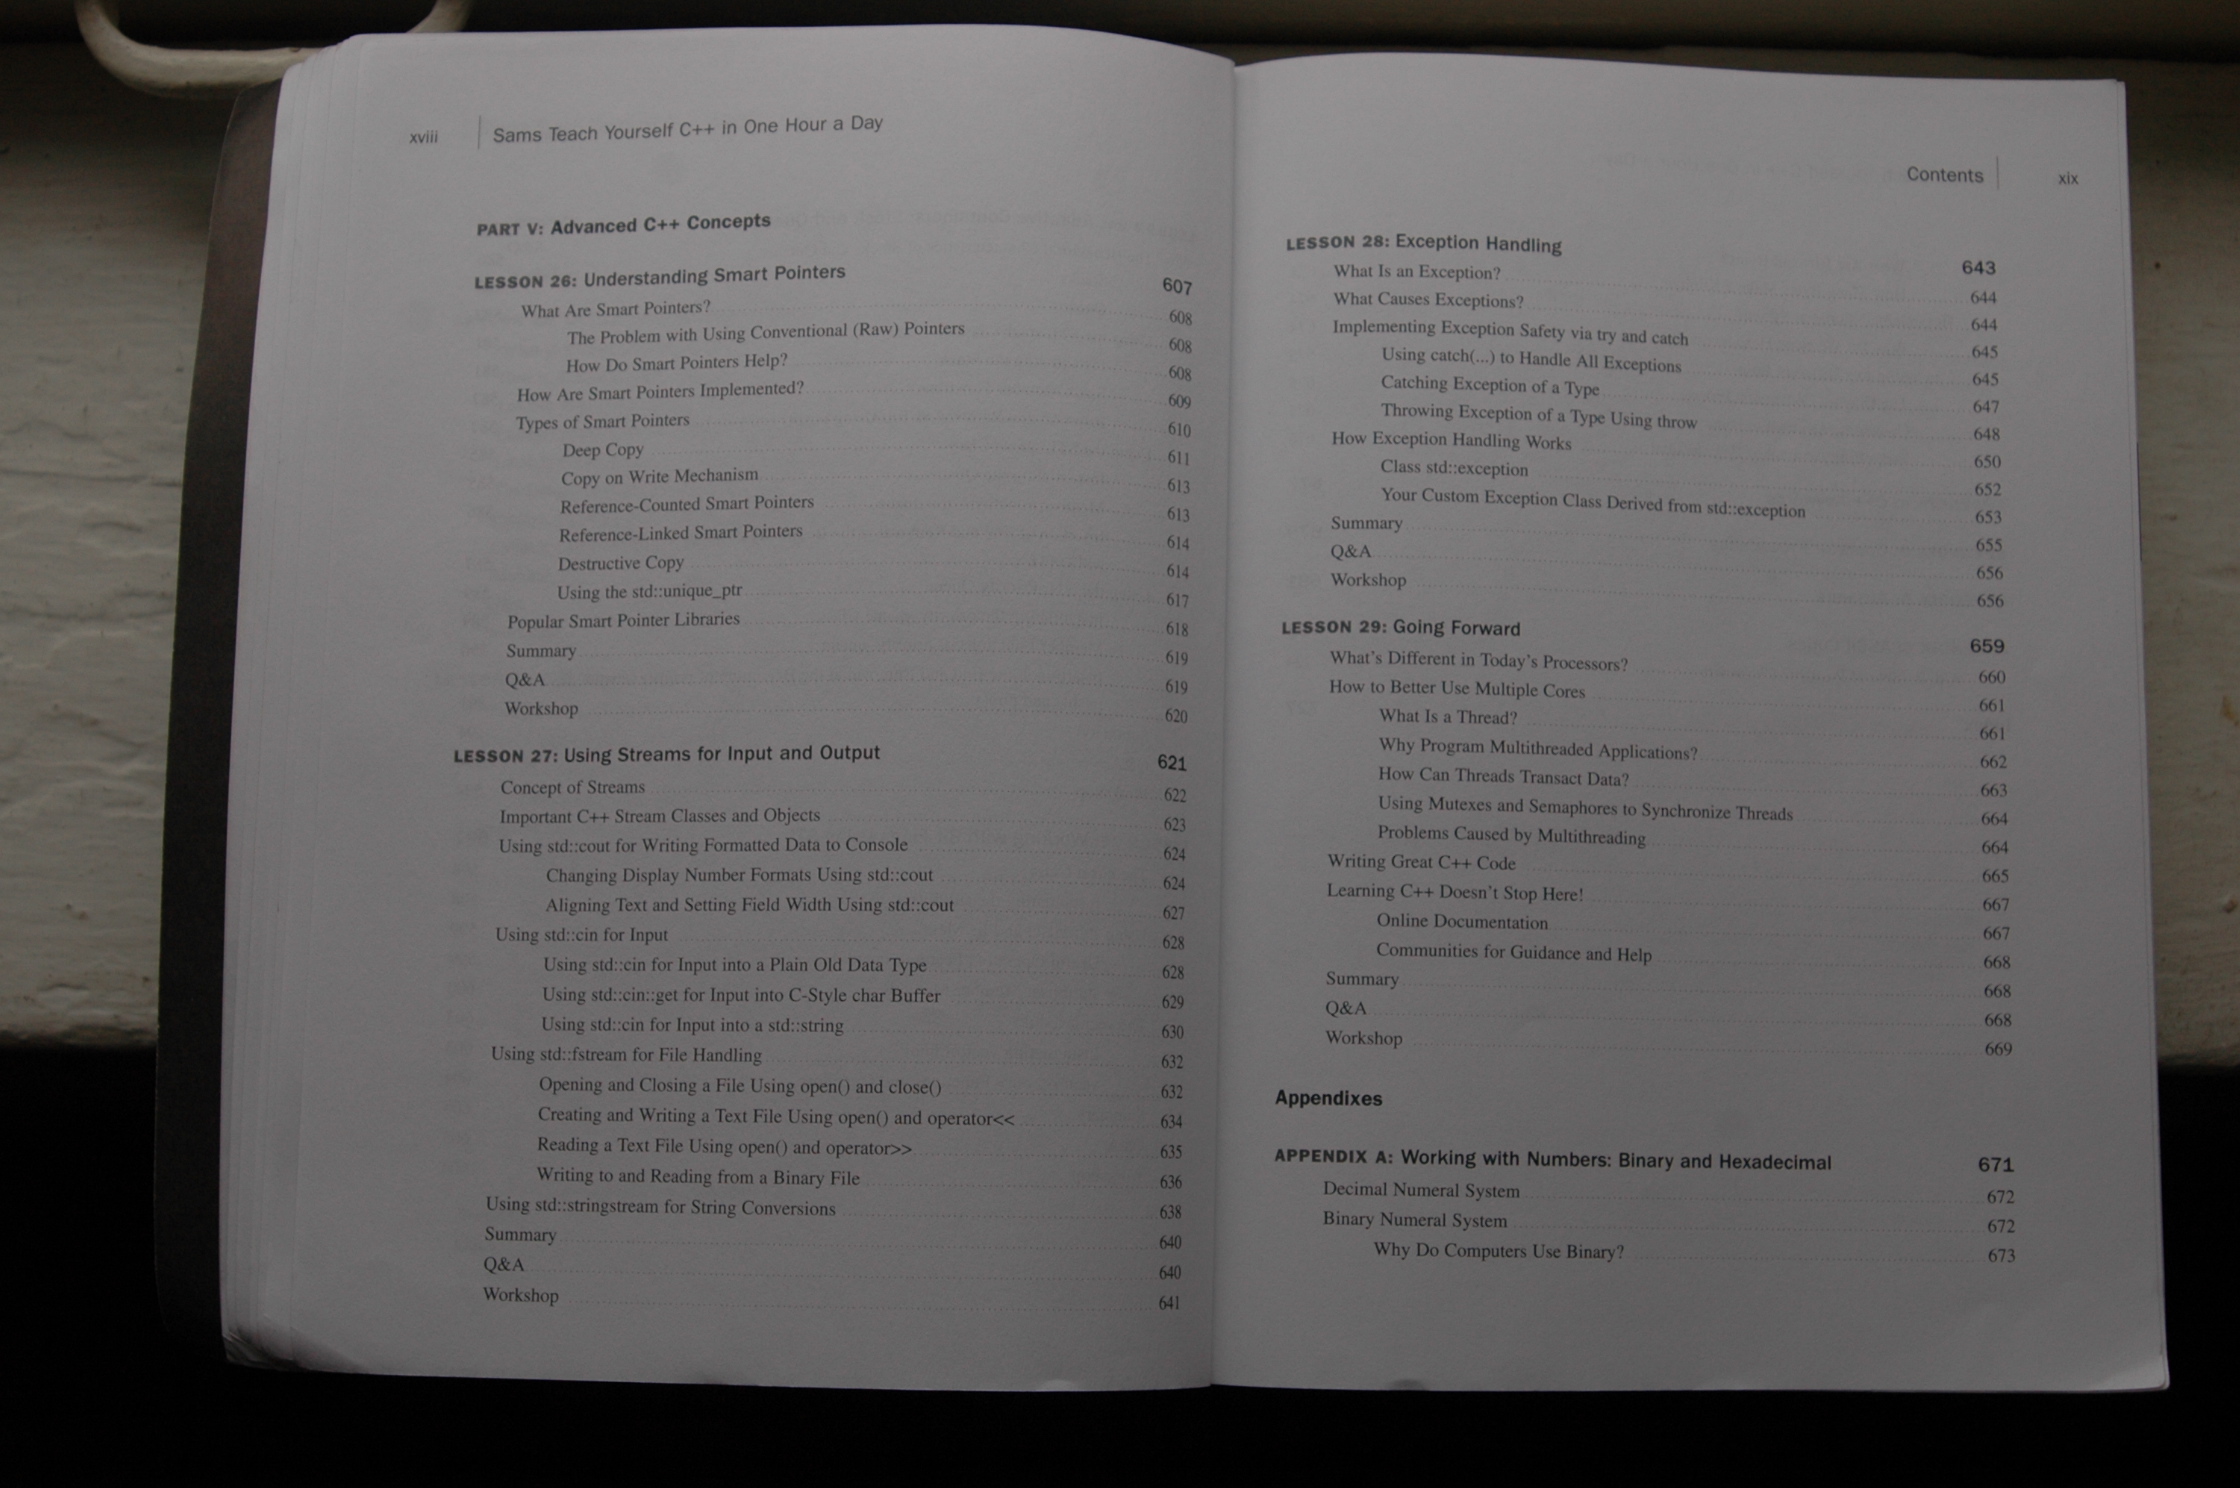 xviii Sams Teach Yourself C++ in One Hour a Day
PART V: Advanced C++ Concepts
LESSON 26: Understanding Smart Pointers 607
What Are Smart Pointers? 608
The Problem with Using Conventional (Raw) Pointers 608
How Do Smart Pointers Help? 608
How Are Smart Pointers Implemented? 609
Types of Smart Pointers 610
Deep Copy 611
Copy on Write Mechanism 613
Reference-Counted Smart Pointers 613
Reference-Linked Smart Pointers 614
Destructive Copy 614
Using the std::unique_ptr 617
Popular Smart Pointer Libraries 618
Summary 619
Q&A 619
Workshop 620
LESSON 27: Using Streams for Input and Output 621
Concept of Streams 622
Important C++ Stream Classes and Objects 623
Using std::cout for Writing Formatted Data to Console 624
Changing Display Number Formats Using std::cout 624
Aligning Text and Setting Field Width Using std::cout 627
Using std::cin for Input 628
Using std::cin for Input into a Plain Old Data Type 628
Using std::cin::get for Input into C-Style char Buffer 629
Using std::cin for Input into a std::string 630
Using std::fstream for File Handling 632
Opening and Closing a File Using open() and close() 632
Creating and Writing a Text File Using open() and operator<< 634
Reading a Text File Using open() and operator>> 635
Writing to and Reading from a Binary File 636
Using std::stringstream for String Conversions 638
Summary 640
Q&A 640
Workshop 641
Contents xix
LESSON 28: Exception Handling 643
What Is an Exception? 644
What Causes Exceptions? 644
Implementing Exception Safety via try and catch 645
Using catch(...) to Handle All Exceptions 645
Catching Exception of a Type 647
Throwing Exception of a Type Using throw 648
How Exception Handling Works 650
Class std::exception 652
Your Custom Exception Class Derived from std::exception 653
Summary 655
Q&A 656
Workshop 656
LESSON 29: Going Forward 659
What's Different in Today's Processors? 660
How to Better Use Multiple Cores 661
What Is a Thread? 661
Why Program Multithreaded Applications? 662
How Can Threads Transact Data? 663
Using Mutexes and Semaphores to Synchronize Threads 664
Problems Caused by Multithreading 664
Writing Great C++ Code 665
Learning C++ Doesn't Stop Here! 667
Online Documentation 667
Communities for Guidance and Help 668
Summary 668
Q&A 668
Workshop 669
Appendixes
APPENDIX A: Working with Numbers: Binary and Hexadecimal 671
Decimal Numeral System 672
Binary Numeral System 672
Why Do Computers Use Binary? 673